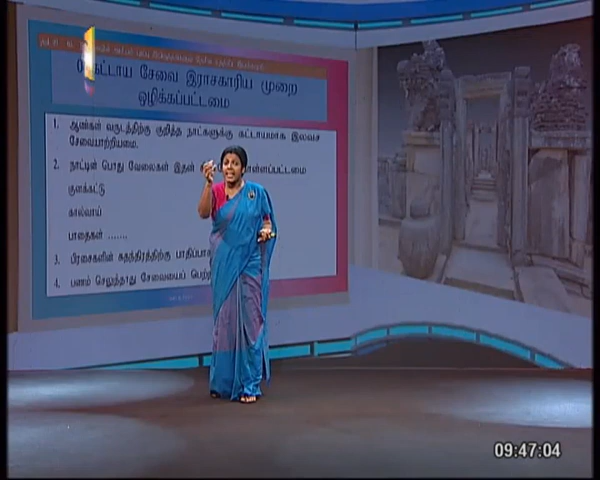 கட்டாய சேவை இராசகாரிய முறை
ஒழிக்கப்பட்டமை
1. ஆண்கள் வருடத்திற்கு குறித்த நாட்களுக்கு கட்டாயமாக இலவச
சேவையாற்றியமை.
2. நாட்டின் பொது வேலைகள் இதன்
குளக்கட்டு
கால்வாய்
பாதைகள் .......
3. பிரசைகளின் சுதந்திரத்திற்கு பாதிப்பாக
4. பணம் செலுத்தாது சேவையைப்
09:47:04